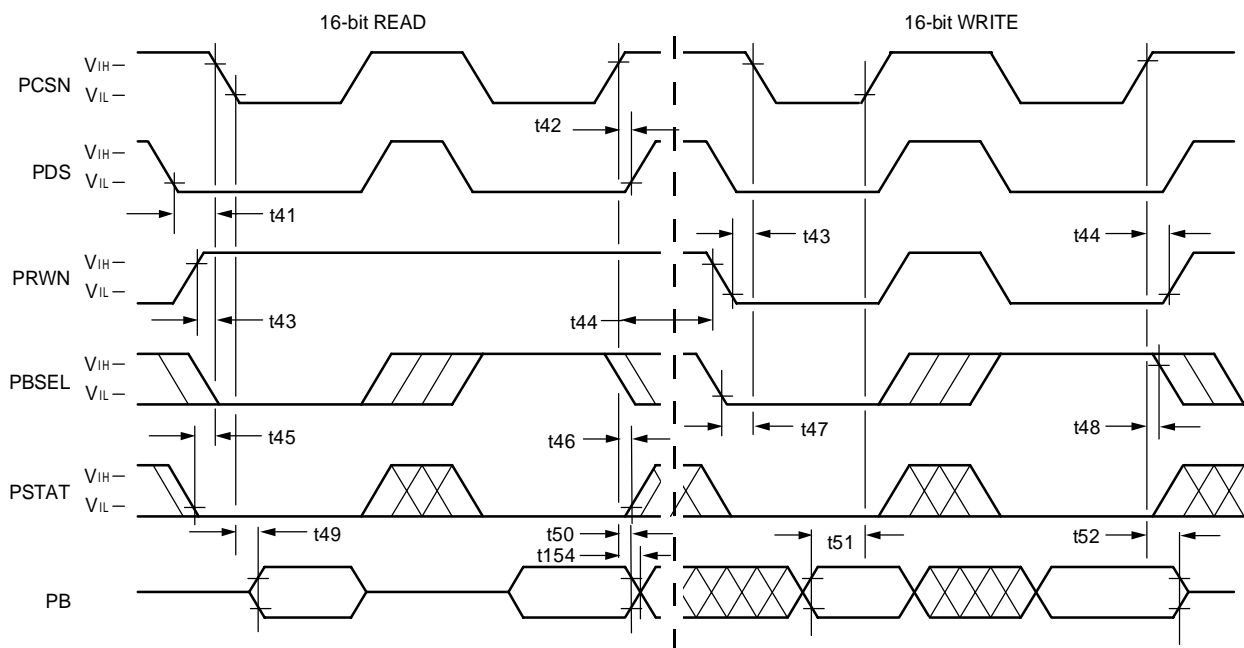 16-bit READ 16-bit WRITE
VIH
PCSN
VIL
t42
VIH
PDS
VIL
t41 t43 t44
VIH
PRWN
VIL
t43 t44
VIH
PBSEL
VIL
t45 t46 t47 t48
VIH
PSTAT
VIL
t49 t50 t51 t52
t154
PB